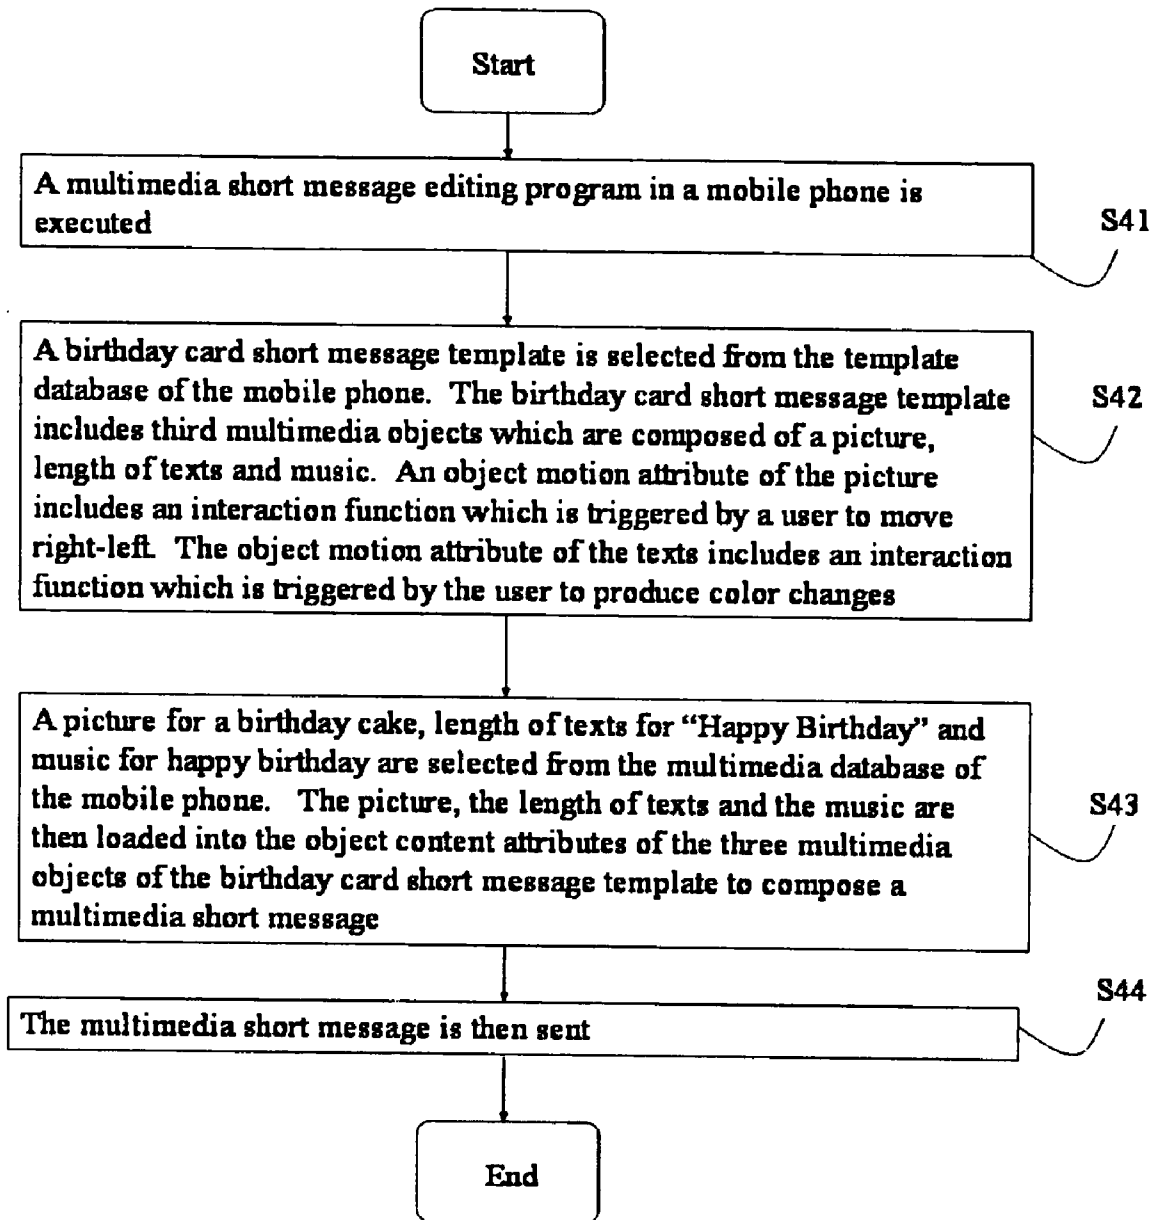 Start
A multimedia short message editing program in a mobile phone is
executed
S41
A birthday card short message template is selected from the template
database of the mobile phone. The birthday card short message template
includes third multimedia objects which are composed of a picture,
length of texts and music. An object motion attribute of the picture
includes an interaction function which is triggered by a user to move
right-left. The object motion attribute of the texts includes an interaction
function which is triggered by the user to produce color changes
S42
A picture for a birthday cake, length of texts for “Happy Birthday” and
music for happy birthday are selected from the multimedia database of
the mobile phone. The picture, the length of texts and the music are
then loaded into the object content attributes of the three multimedia
objects of the birthday card short message template to compose a
multimedia short message
S43
The multimedia short message is then sent
S44
End